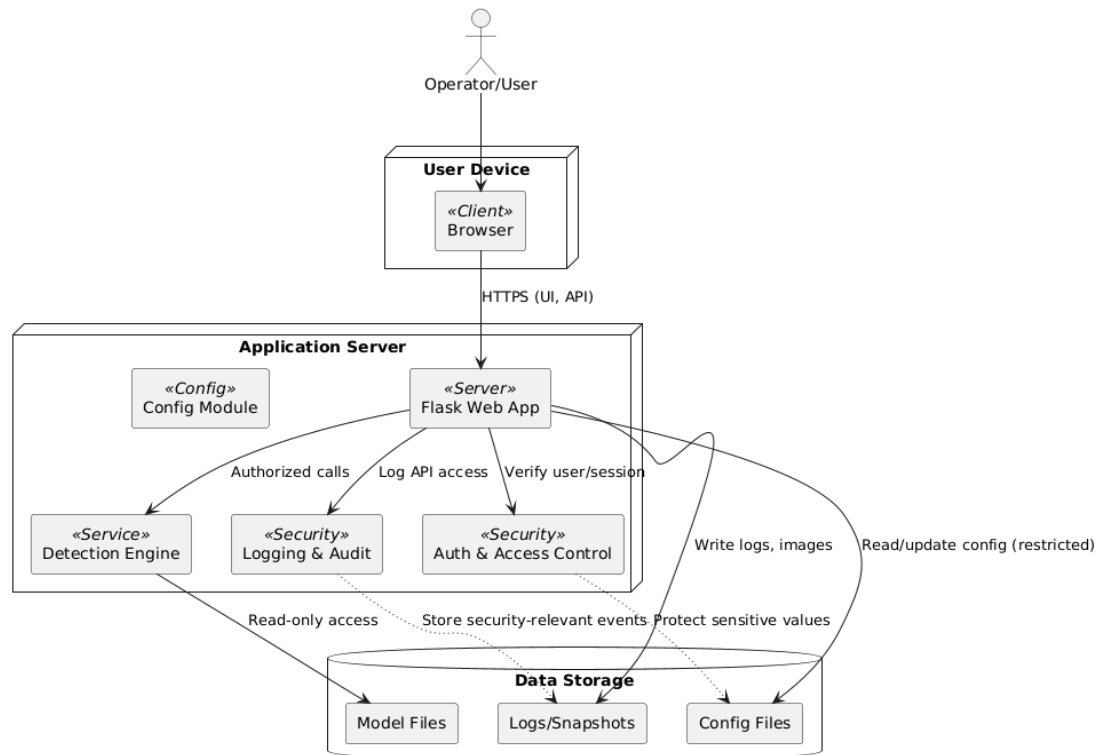 Operator/User
User Device
«Client»
Browser
HTTPS (UI, API)
Application Server
«Config»
Config Module
«Server»
Flask Web App
Authorized calls
Log API access
Verify user/session
«Service»
Detection Engine
«Security»
Logging & Audit
«Security»
Auth & Access Control
Write logs, images
Read/update config (restricted)
Read-only access
Store security-relevant events
Protect sensitive values
Data Storage
Model Files
Logs/Snapshots
Config Files